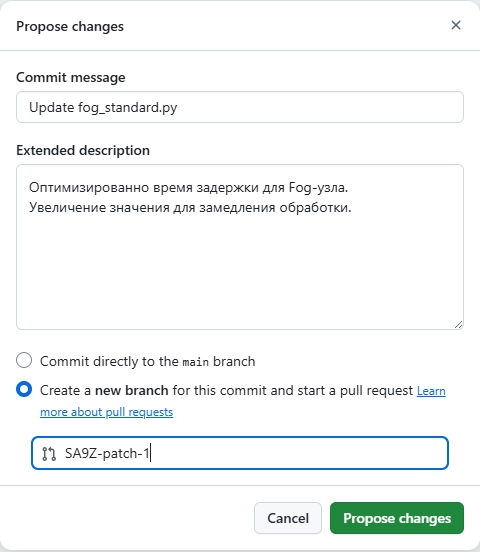 Propose changes
Commit message
Update fog_standard.py
Extended description
Оптимизированно время задержки для Fog-узла.
Увеличение значения для замедления обработки.
Commit directly to the main branch
Create a new branch for this commit and start a pull request Learn
more about pull requests
SA9Z-patch-1
Cancel Propose changes